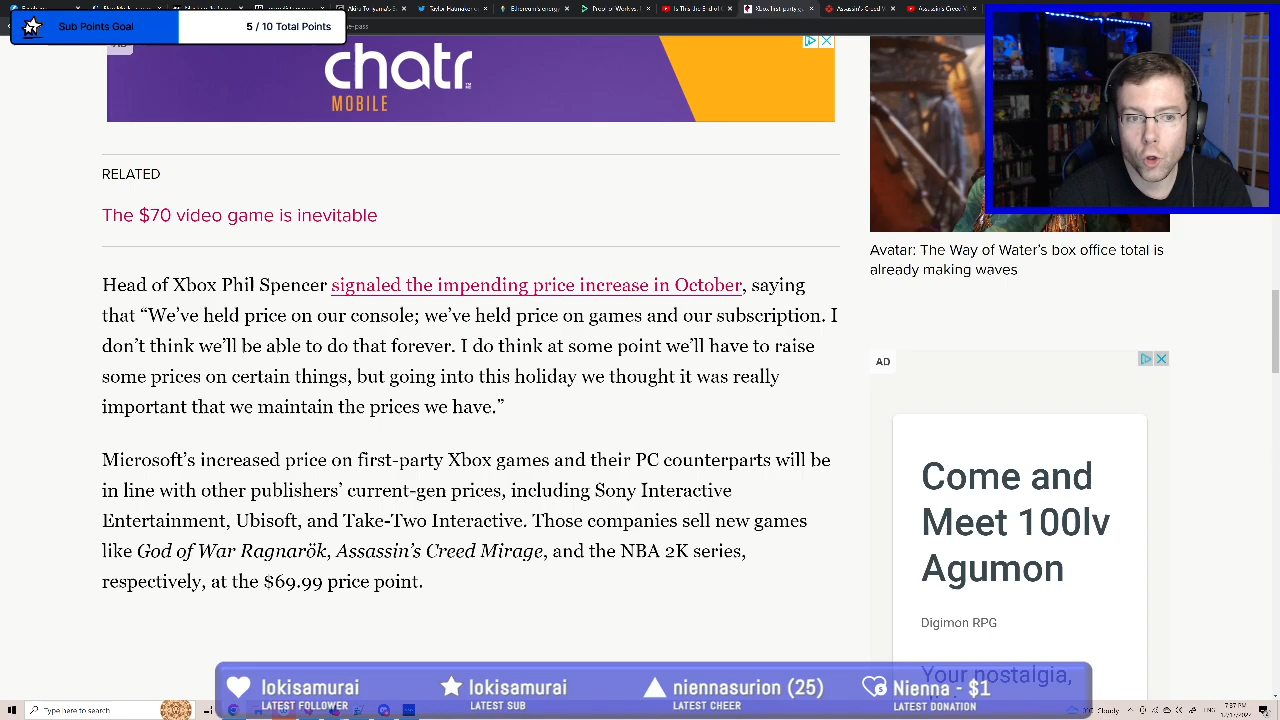 Sub Points Goal
5 / 10 Total Points
e-pass
AD
chatr
MOBILE
RELATED
The $70 video game is inevitable
Head of Xbox Phil Spencer signaled the impending price increase in October, saying
that “We’ve held price on our console; we’ve held price on games and our subscription. I
don’t think we’ll be able to do that forever. I do think at some point we’ll have to raise
some prices on certain things, but going into this holiday we thought it was really
important that we maintain the prices we have.”
Microsoft’s increased price on first-party Xbox games and their PC counterparts will be
in line with other publishers’ current-gen prices, including Sony Interactive
Entertainment, Ubisoft, and Take-Two Interactive. Those companies sell new games
like God of War Ragnarök, Assassin’s Creed Mirage, and the NBA 2K series,
respectively, at the $69.99 price point.
Avatar: The Way of Water’s box office total is
already making waves
AD
Come and
Meet 100lv
Agumon
Digimon RPG
Your nostalgia,
lokisamurai
LATEST FOLLOWER
lokisamurai
LATEST SUB
niennasurion (25)
LATEST CHEER
Nienna - $1
LATEST DONATION
Type here to search
Cloudy